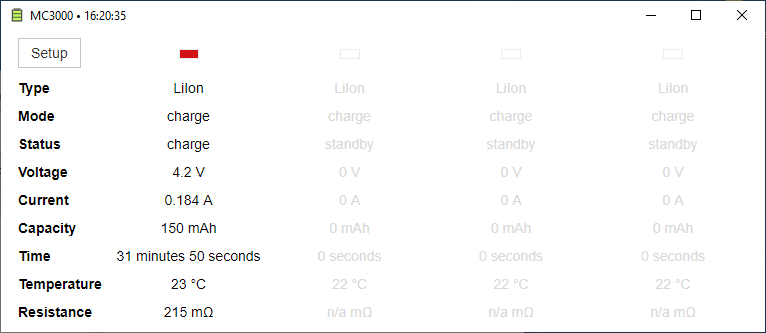 MC3000 • 16:20:35
Setup
Type LiIon LiIon LiIon LiIon
Mode charge charge charge charge
Status charge standby standby standby
Voltage 4.2 V 0 V 0 V 0 V
Current 0.184 A 0 A 0 A 0 A
Capacity 150 mAh 0 mAh 0 mAh 0 mAh
Time 31 minutes 50 seconds 0 seconds 0 seconds 0 seconds
Temperature 23 °C 22 °C 22 °C 22 °C
Resistance 215 mΩ n/a mΩ n/a mΩ n/a mΩ